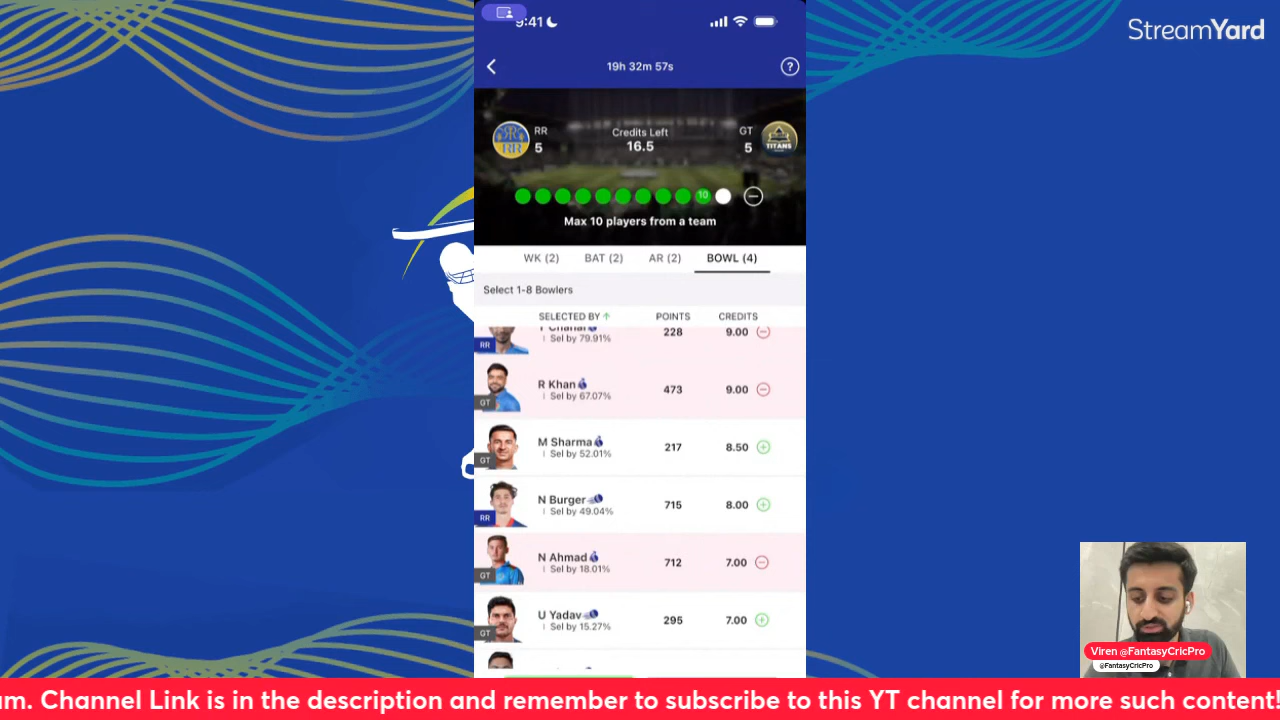 StreamYard
9:41
19h 32m 57s
?
RR
5
Credits Left
16.5
GT
5
RR
TITANS
10
Max 10 players from a team
WK (2) BAT (2) AR (2) BOWL (4)
Select 1-8 Bowlers
SELECTED BY POINTS CREDITS
RR
Sel by 79.91%
228 9.00
R Khan
GT
Sel by 67.07%
473 9.00
M Sharma
GT
Sel by 52.01%
217 8.50
N Burger
RR
Sel by 49.04%
715 8.00
N Ahmad
GT
Sel by 18.01%
712 7.00
U Yadav
GT
Sel by 15.27%
295 7.00
Viren @FantasyCricPro
@FantasyCricPro
am. Channel Link is in the description and remember to subscribe to this YT channel for more such content!